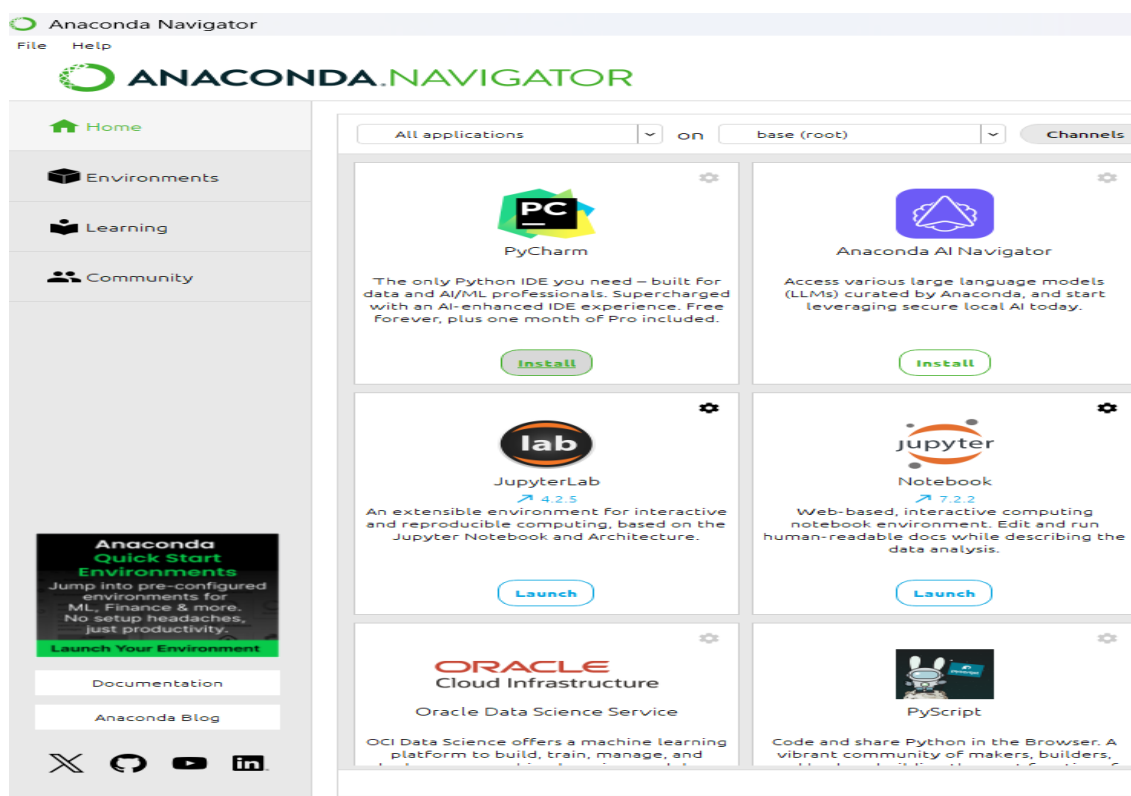 Anaconda Navigator
File Help
ANACONDA.NAVIGATOR
Home
Environments
Learning
Community
Anaconda
Quick Start
Environments
Jump into pre-configured
environments for
ML, Finance & more.
No setup headaches,
just productivity.
Launch Your Environment
Documentation
Anaconda Blog
All applications on base (root) Channels
PC
PyCharm
The only Python IDE you need – built for
data and AI/ML professionals. Supercharged
with an AI-enhanced IDE experience. Free
forever, plus one month of Pro included.
Install
Anaconda AI Navigator
Access various large language models
(LLMs) curated by Anaconda, and start
leveraging secure local AI today.
Install
lab
JupyterLab
4.2.5
An extensible environment for interactive
and reproducible computing, based on the
Jupyter Notebook and Architecture.
Launch
jupyter
Notebook
7.2.2
Web-based, interactive computing
notebook environment. Edit and run
human-readable docs while describing the
data analysis.
Launch
ORACLE
Cloud Infrastructure
Oracle Data Science Service
OCI Data Science offers a machine learning
platform to build, train, manage, and
PyScript
Code and share Python in the Browser. A
vibrant community of makers, builders,